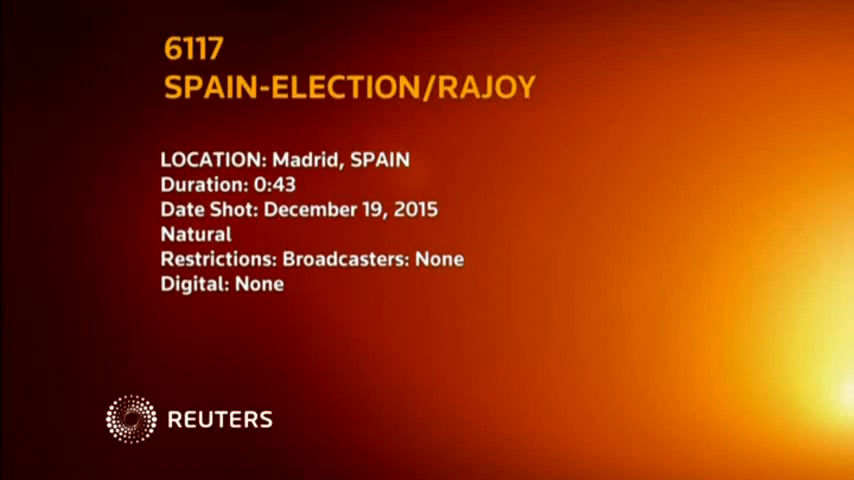 6117
SPAIN-ELECTION/RAJOY
LOCATION: Madrid, SPAIN
Duration: 0:43
Date Shot: December 19, 2015
Natural
Restrictions: Broadcasters: None
Digital: None
REUTERS